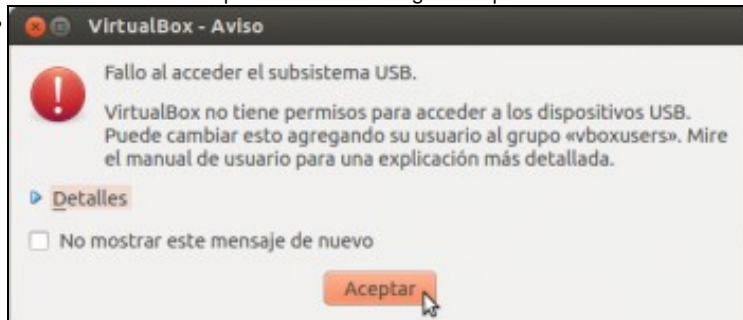 VirtualBox - Aviso
Fallo al acceder el subsistema USB.
VirtualBox no tiene permisos para acceder a los dispositivos USB.
Puede cambiar esto agregando su usuario al grupo «vboxusers». Mire
el manual de usuario para una explicación más detallada.
Detalles
No mostrar este mensaje de nuevo
Aceptar